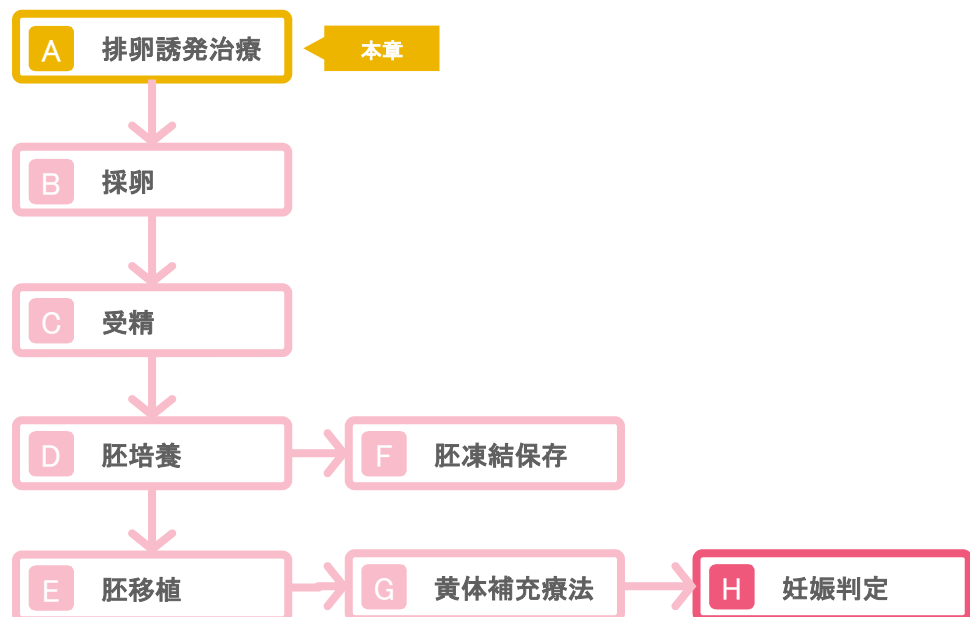 A 排卵誘発治療
本章
B 採卵
C 受精
D 胚培養
F 胚凍結保存
E 胚移植
G 黄体補充療法
H 妊娠判定